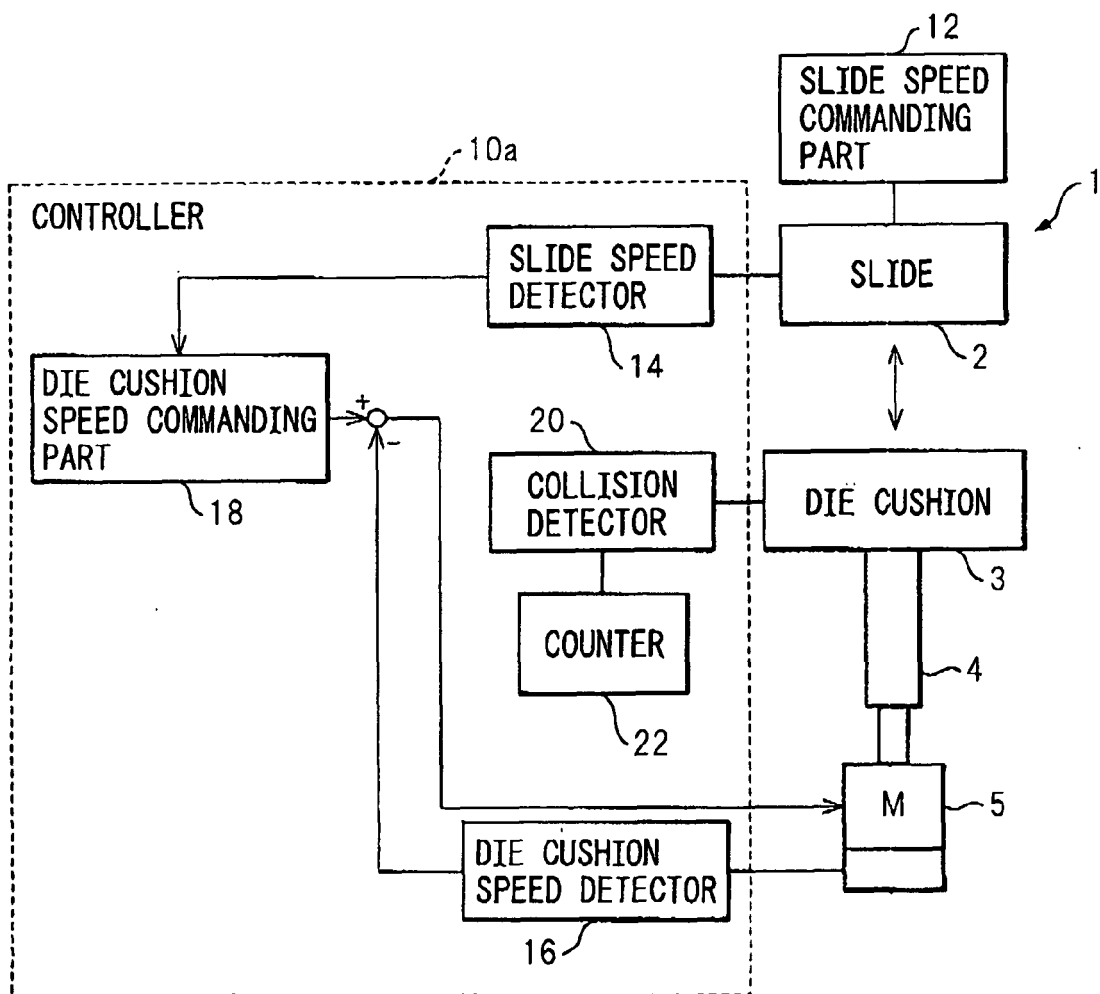 12
SLIDE SPEED
COMMANDING
PART
10a
1
CONTROLLER
SLIDE SPEED
DETECTOR
SLIDE
14
2
DIE CUSHION
SPEED COMMANDING
PART
+
-
18
20
COLLISION
DETECTOR
DIE CUSHION
3
COUNTER
4
22
M
5
DIE CUSHION
SPEED DETECTOR
16